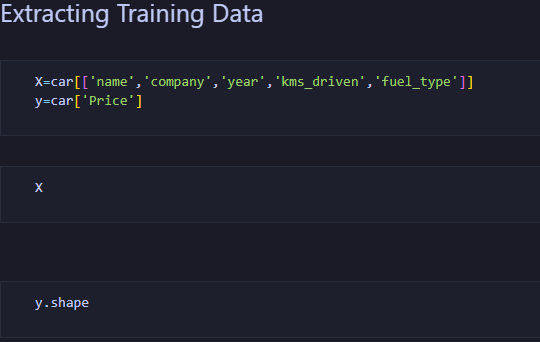 Extracting Training Data
X=car[['name','company','year','kms_driven','fuel_type']]
y=car['Price']
X
y.shape